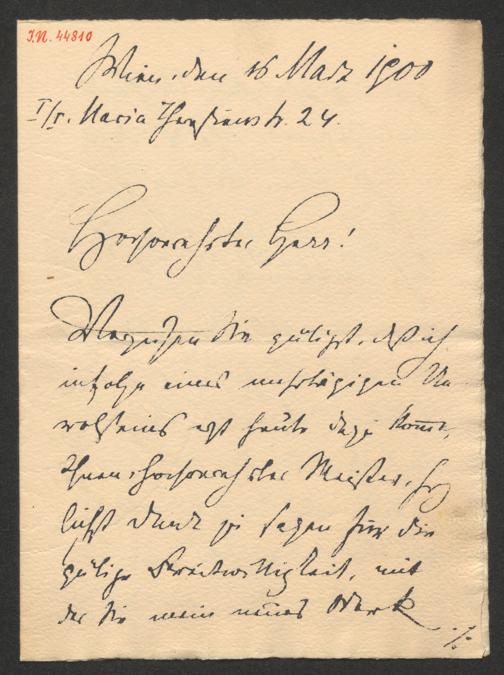 I.N. 44810
Wien, den 16 März 1900
I/1. Maria Theresienstr. 24.
Hochverehrter Herr!
Verzeihen Sie gütigst, daß ich
infolge eines mehrtägigen Un-
wolseins erst heute dazu komme,
Ihnen, hochverehrter Meister, herz-
lichst Dank zu sagen für die
gütige Bereitwilligkeit, mit
der Sie mein neues Werk
./.